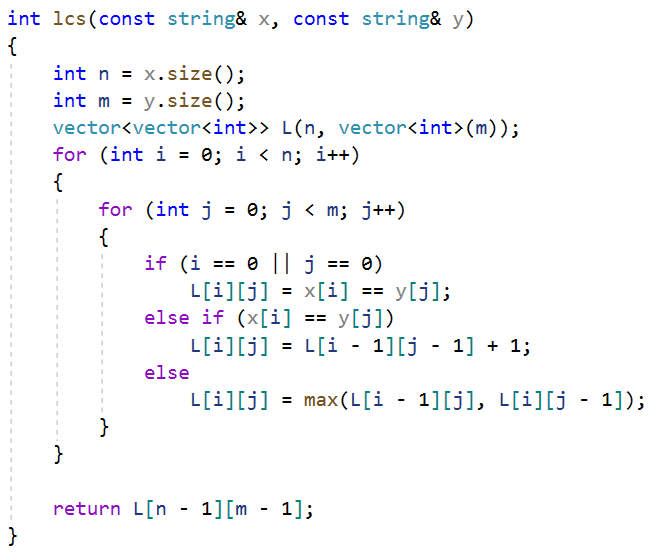 int lcs(const string& x, const string& y)
{
    int n = x.size();
    int m = y.size();
    vector<vector<int>> L(n, vector<int>(m));
    for (int i = 0; i < n; i++)
    {
        for (int j = 0; j < m; j++)
        {
            if (i == 0 || j == 0)
                L[i][j] = x[i] == y[j];
            else if (x[i] == y[j])
                L[i][j] = L[i - 1][j - 1] + 1;
            else
                L[i][j] = max(L[i - 1][j], L[i][j - 1]);
        }
    }

    return L[n - 1][m - 1];
}